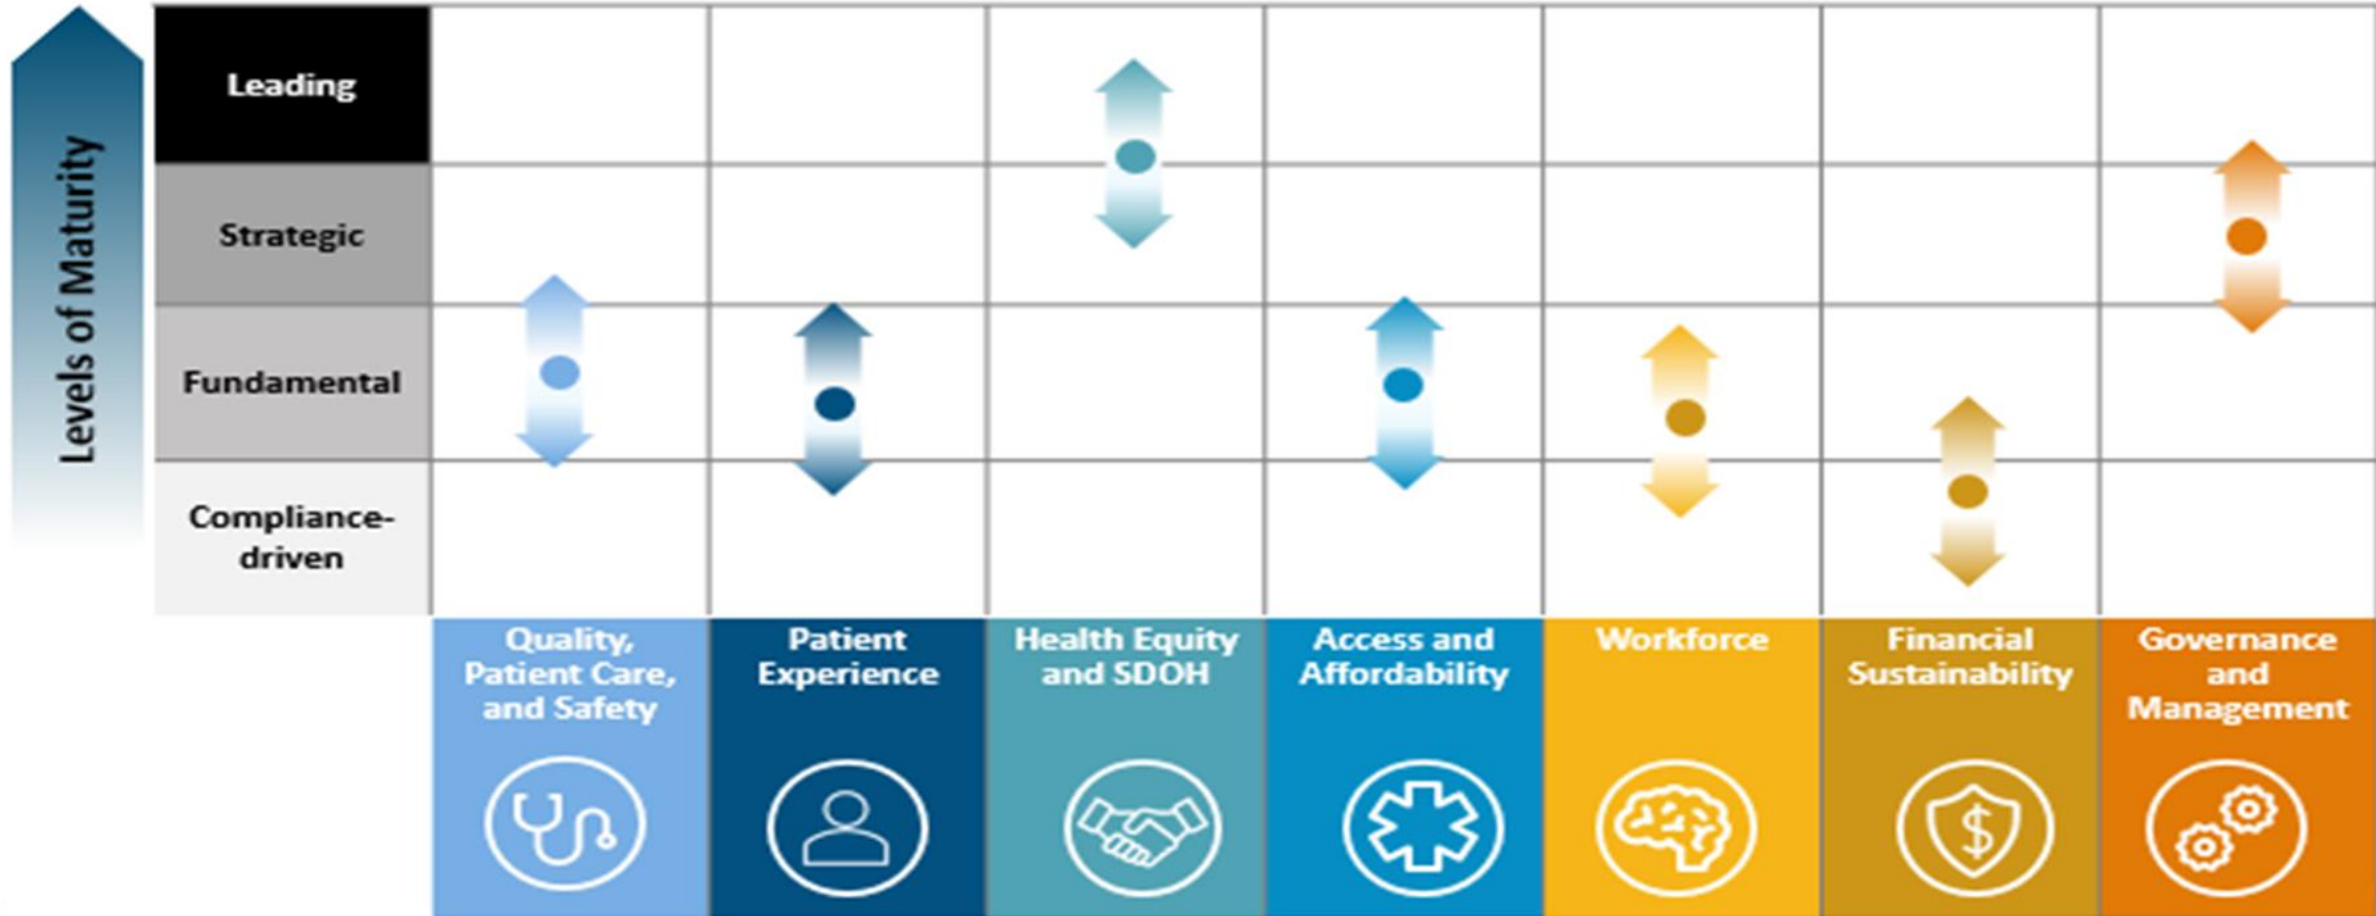 Levels of Maturity
Leading
Strategic
Fundamental
Compliance-
driven
Quality,
Patient Care,
and Safety
Patient
Experience
Health Equity
and SDOH
Access and
Affordability
Workforce
Financial
Sustainability
Governance
and
Management
$